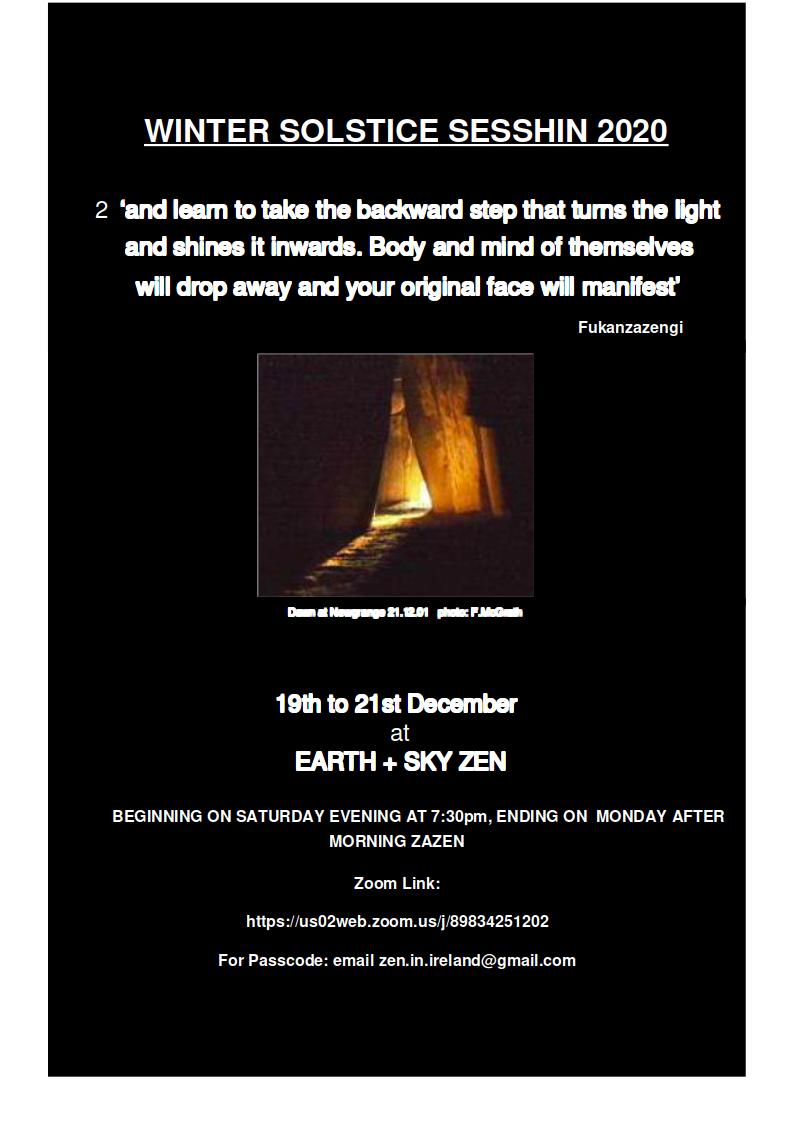 WINTER SOLSTICE SESSHIN 2020
2 ‘and learn to take the backward step that turns the light
and shines it inwards. Body and mind of themselves
will drop away and your original face will manifest’
Fukanzazengi
Dawn at Newgrange 21.12.01 photo: F.McGrath
19th to 21st December
at
EARTH + SKY ZEN
BEGINNING ON SATURDAY EVENING AT 7:30pm, ENDING ON MONDAY AFTER
MORNING ZAZEN
Zoom Link:
https://us02web.zoom.us/j/89834251202
For Passcode: email zen.in.ireland@gmail.com